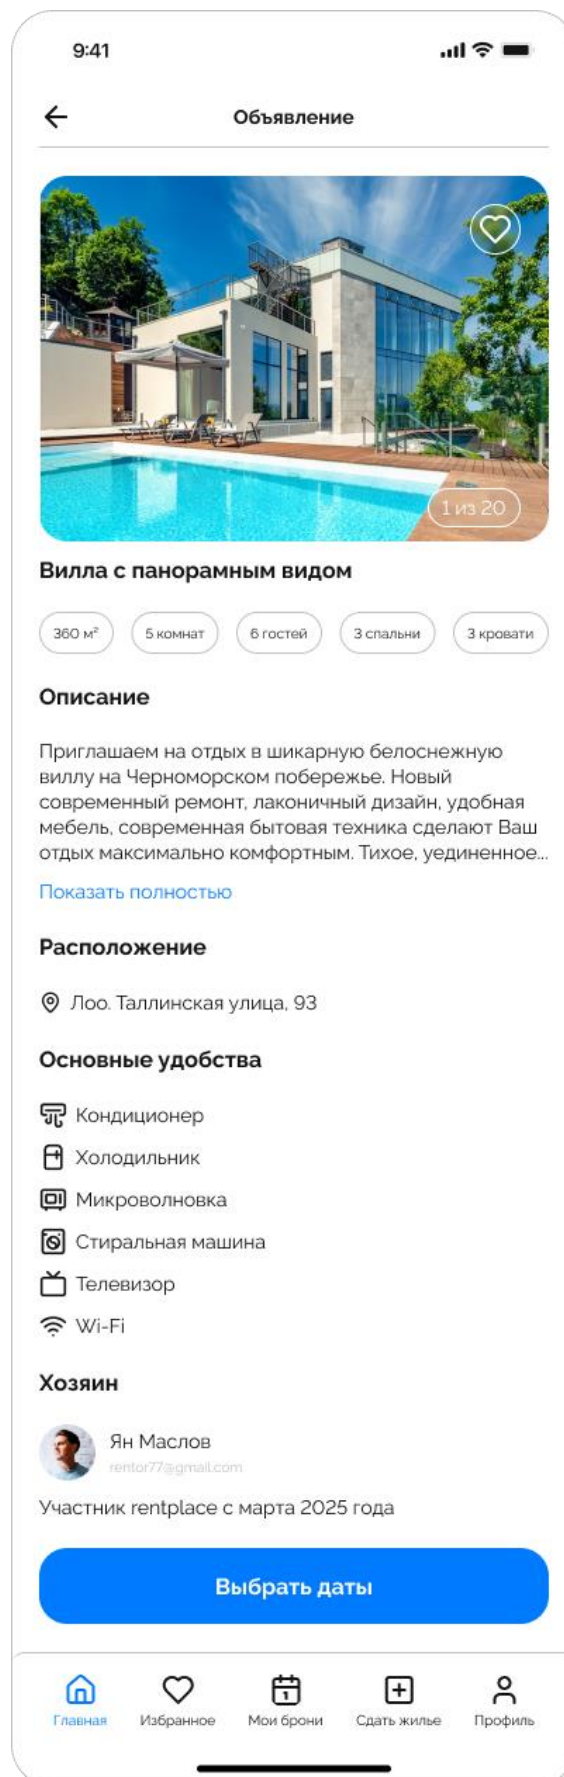 9:41
Объявление
1 из 20
Вилла с панорамным видом
360 м² 5 комнат 6 гостей 3 спальни 3 кровати
Описание
Приглашаем на отдых в шикарную белоснежную
виллу на Черноморском побережье. Новый
современный ремонт, лаконичный дизайн, удобная
мебель, современная бытовая техника сделают Ваш
отдых максимально комфортным. Тихое, уединенное...
Показать полностью
Расположение
Лоо. Таллинская улица, 93
Основные удобства
Кондиционер
Холодильник
Микроволновка
Стиральная машина
Телевизор
Wi-Fi
Хозяин
Ян Маслов
rentor77@gmail.com
Участник rentplace с марта 2025 года
Выбрать даты
Главная Избранное Мои брони Сдать жилье Профиль